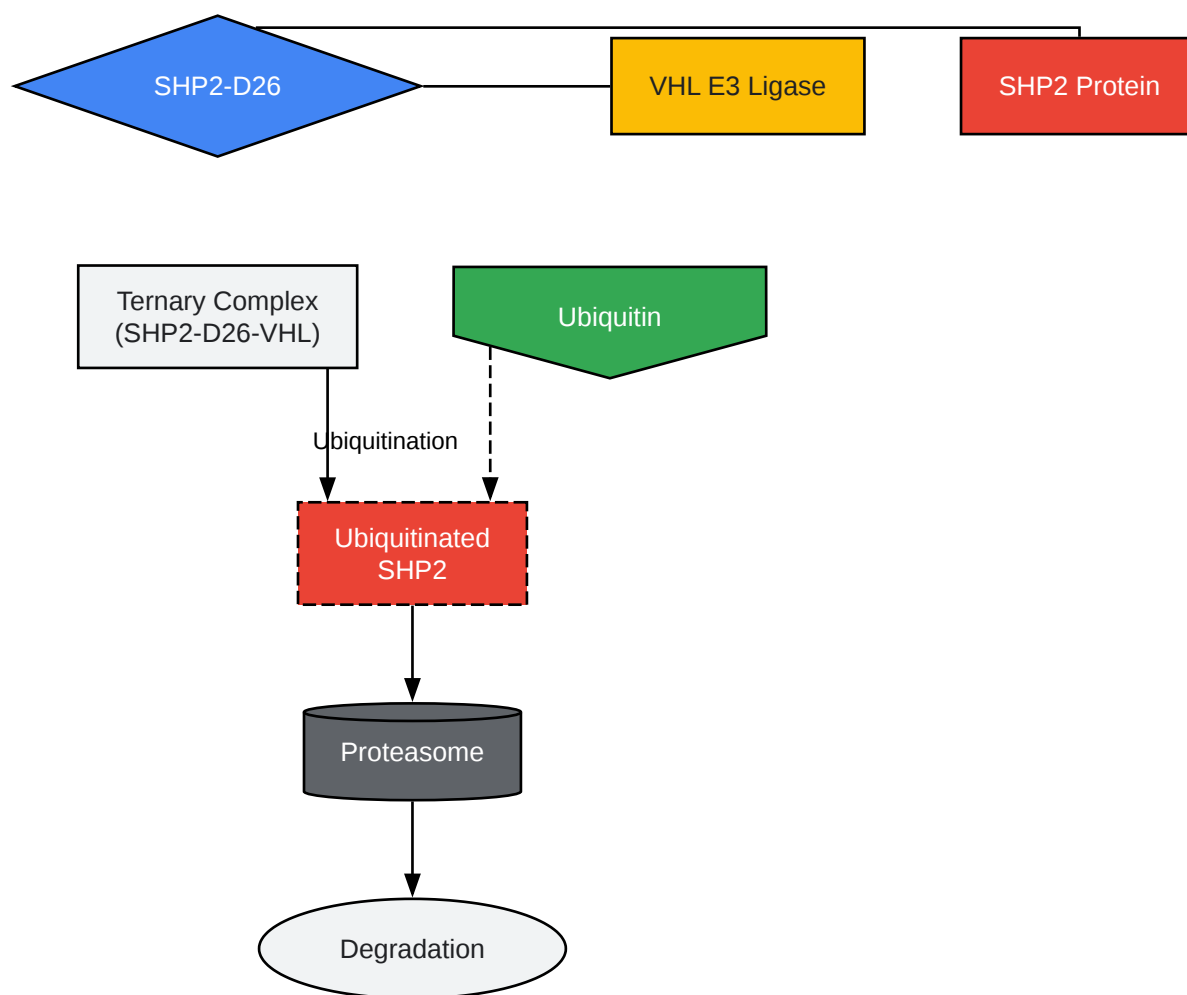 SHP2-D26
VHL E3 Ligase
SHP2 Protein
Ternary Complex
(SHP2-D26-VHL)
Ubiquitin
Ubiquitination
Ubiquitinated
SHP2
Proteasome
Degradation